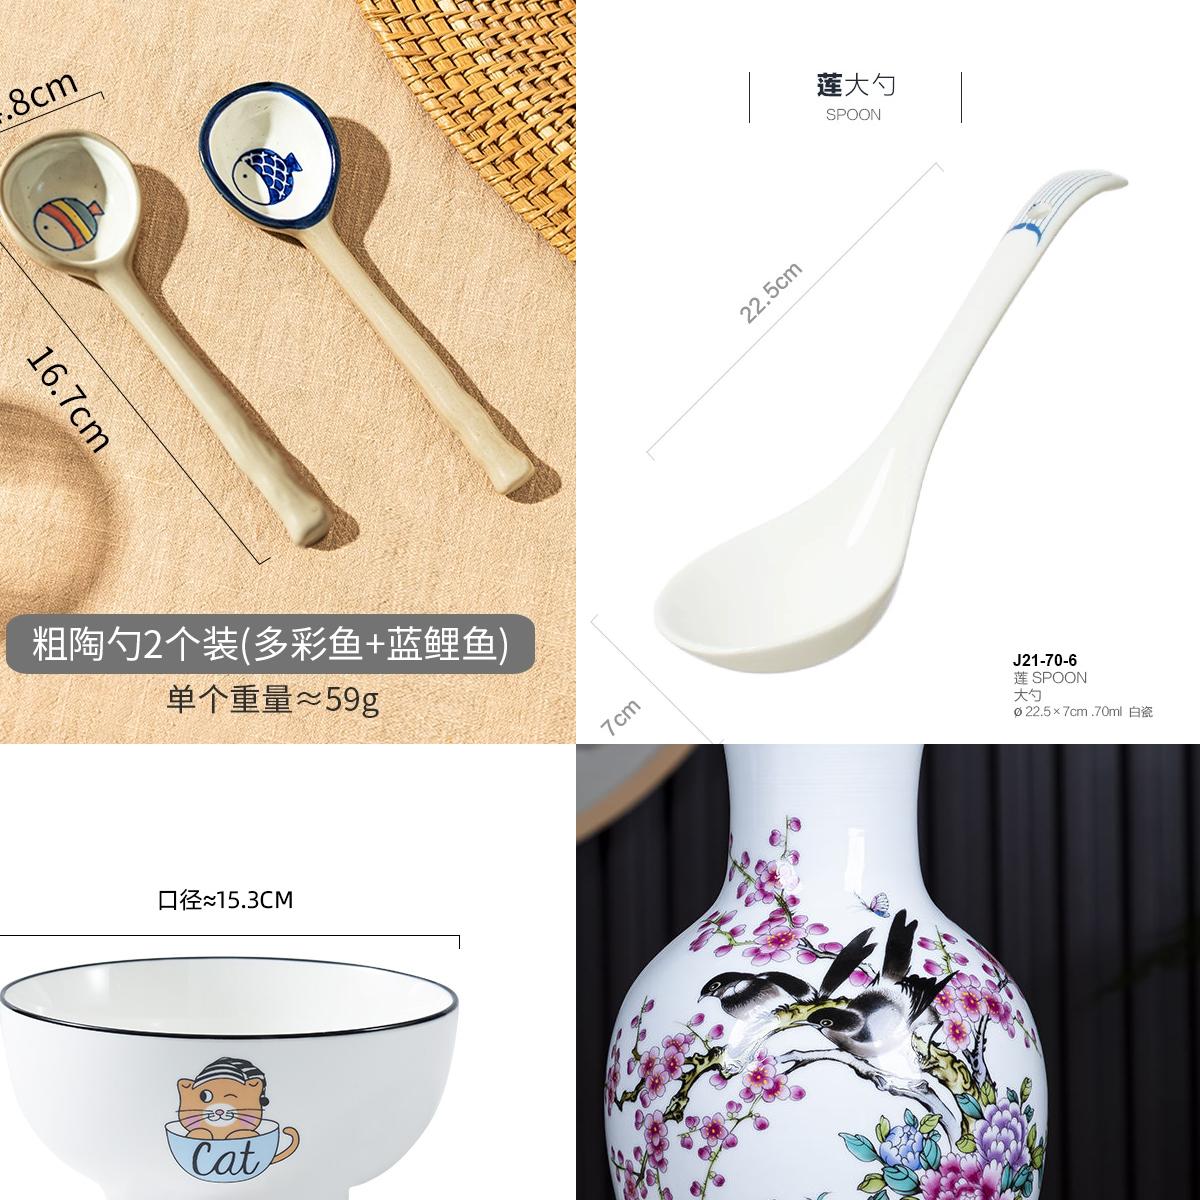 .8cm
16.7cm
粗陶勺2个装(多彩鱼+蓝鲤鱼)
单个重量≈59g
莲大勺
SPOON
22.5cm
7cm
J21-70-6
莲 SPOON
大勺
ø 22.5×7cm .70ml 白瓷
口径≈15.3CM
Cat